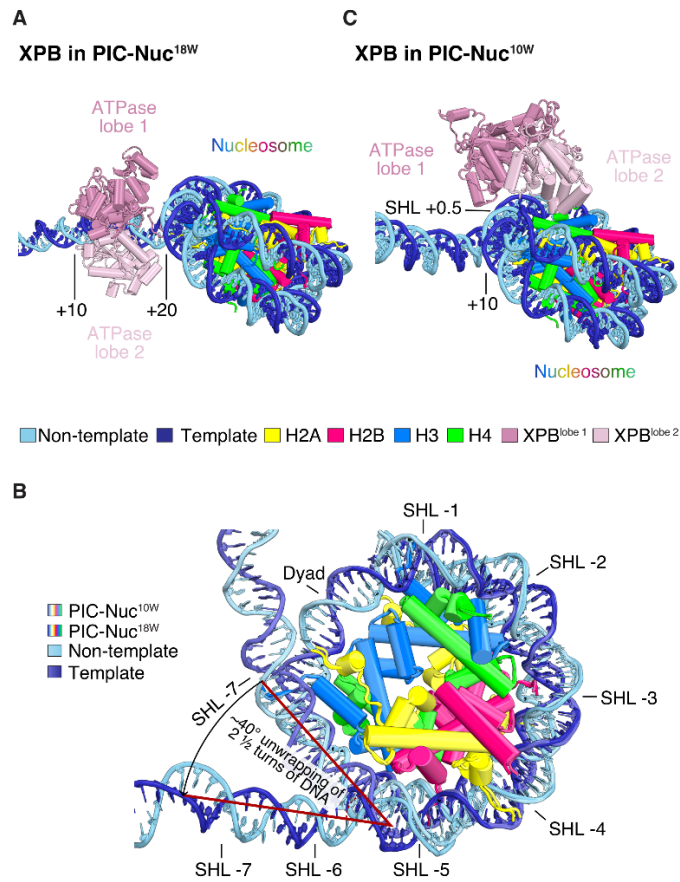 A
XPB in PIC-Nuc18W
ATPase
lobe 1
Nucleosome
+10
+20
ATPase
lobe 2
C
XPB in PIC-Nuc10W
ATPase
lobe 1
ATPase
lobe 2
SHL +0.5
+10
Nucleosome
Non-template Template H2A H2B H3 H4 XPBlobe 1 XPBlobe 2
B
SHL -1
SHL -2
Dyad
PIC-Nuc10W
PIC-Nuc18W
Non-template
Template
SHL -7
SHL -3
~40° unwrapping of
2 ½ turns of DNA
SHL -4
SHL -7 SHL -6 SHL -5